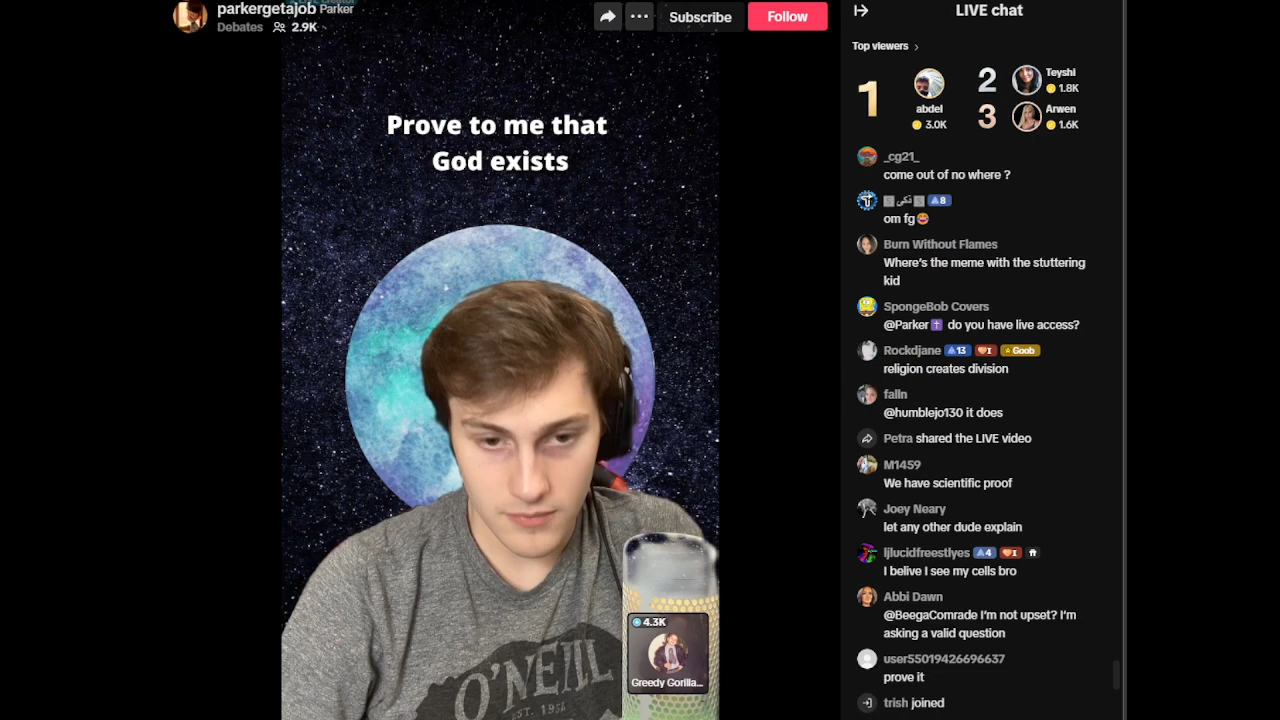 parkergetajob Parker
Debates 2.9K
Subscribe
Follow
Prove to me that
God exists
O'NEILL
EST. 1952
4.3K
Greedy Gorilla...
LIVE chat
Top viewers
1
abdel
3.0K
2
Teyshi
1.8K
3
Arwen
1.6K
_cg21_
come out of no where ?
8
om fg
Burn Without Flames
Where's the meme with the stuttering
kid
SpongeBob Covers
@Parker✝️ do you have live access?
Rockdjane 13 I Goob
religion creates division
falln
@humblejo130 it does
Petra shared the LIVE video
M1459
We have scientific proof
Joey Neary
let any other dude explain
ljlucidfreestlyes 4 I
I belive I see my cells bro
Abbi Dawn
@BeegaComrade I'm not upset? I'm
asking a valid question
user55019426696637
prove it
trish joined